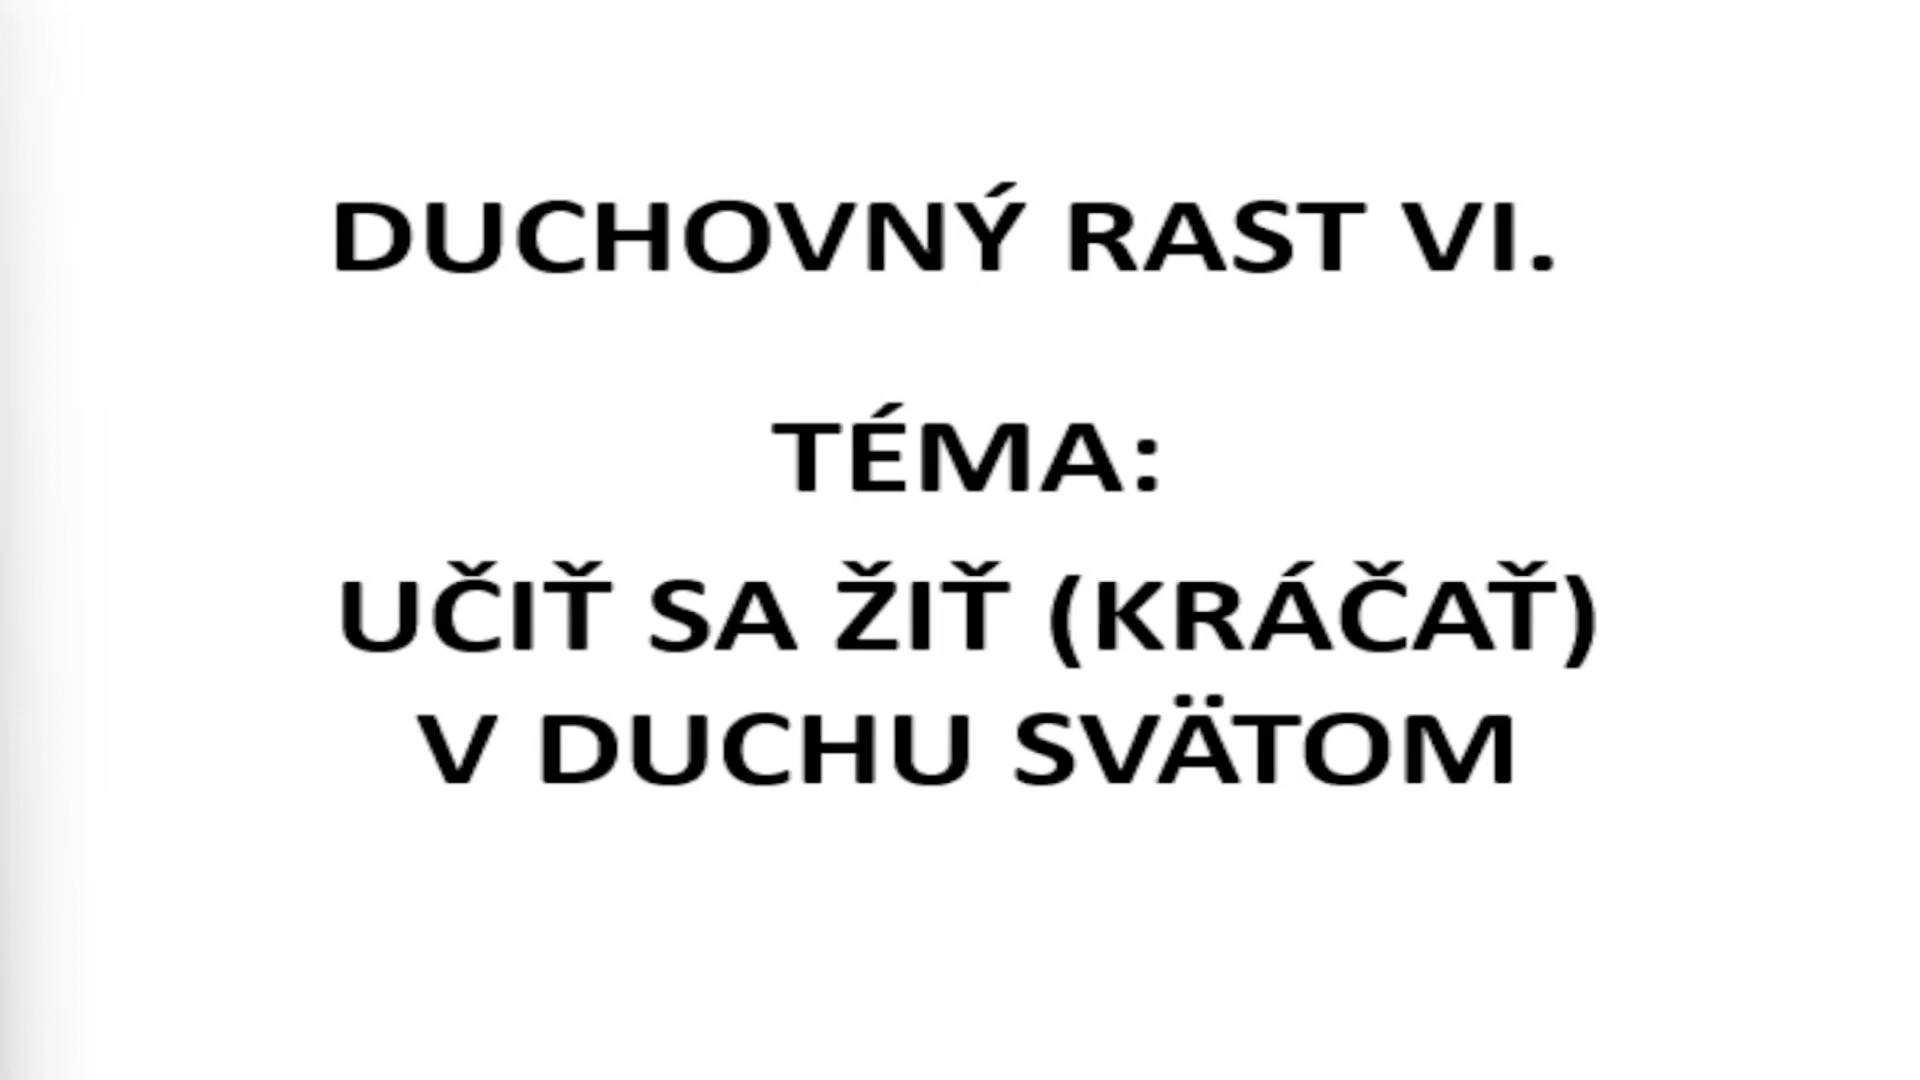 DUCHOVNÝ RAST VI.
TÉMA:
UČIŤ SA ŽIŤ (KRÁČAŤ)
V DUCHU SVÄTOM